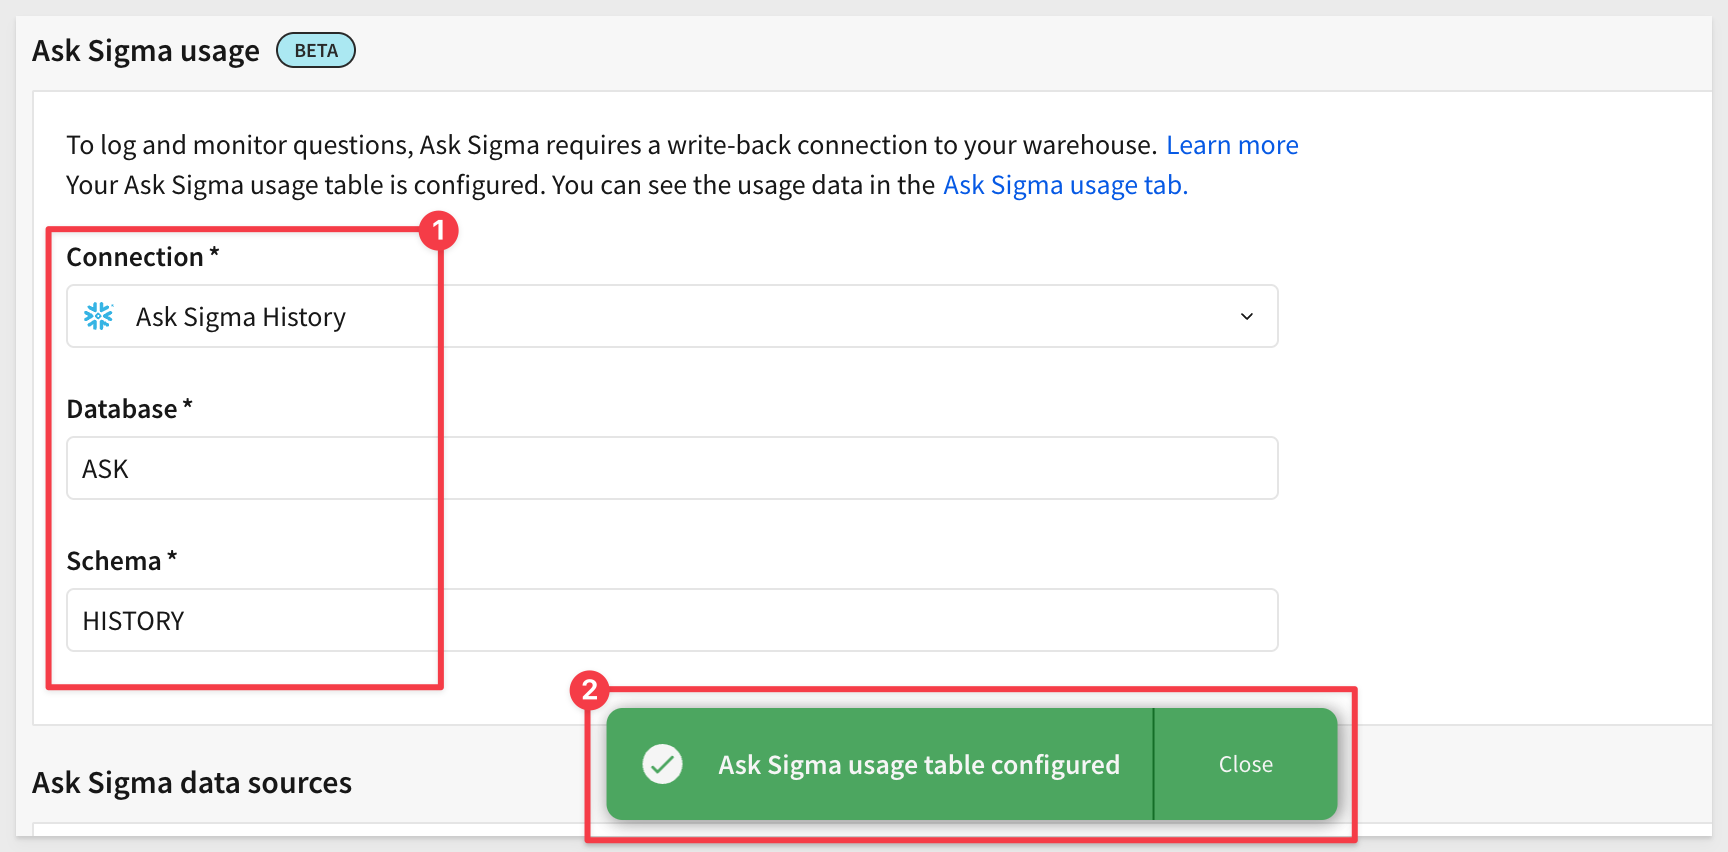 Ask Sigma usage BETA
To log and monitor questions, Ask Sigma requires a write-back connection to your warehouse. Learn more
Your Ask Sigma usage table is configured. You can see the usage data in the Ask Sigma usage tab.
1
Connection *
Ask Sigma History
Database *
ASK
Schema *
HISTORY
2
Ask Sigma usage table configured Close
Ask Sigma data sources